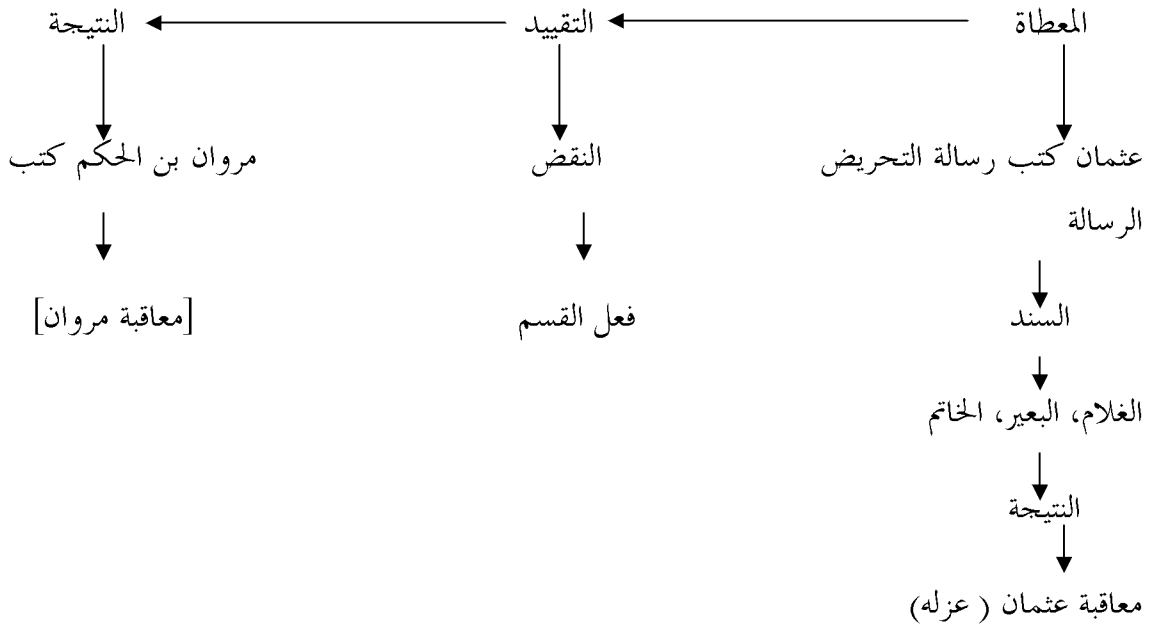 المعطاة التقييد النتيجة
عثمان كتب رسالة التحريض النقض مروان بن الحكم كتب
الرسالة
السند فعل القسم [معاقبة مروان]
الغلام، البعير، الخاتم
النتيجة
معاقبة عثمان ( عزله)